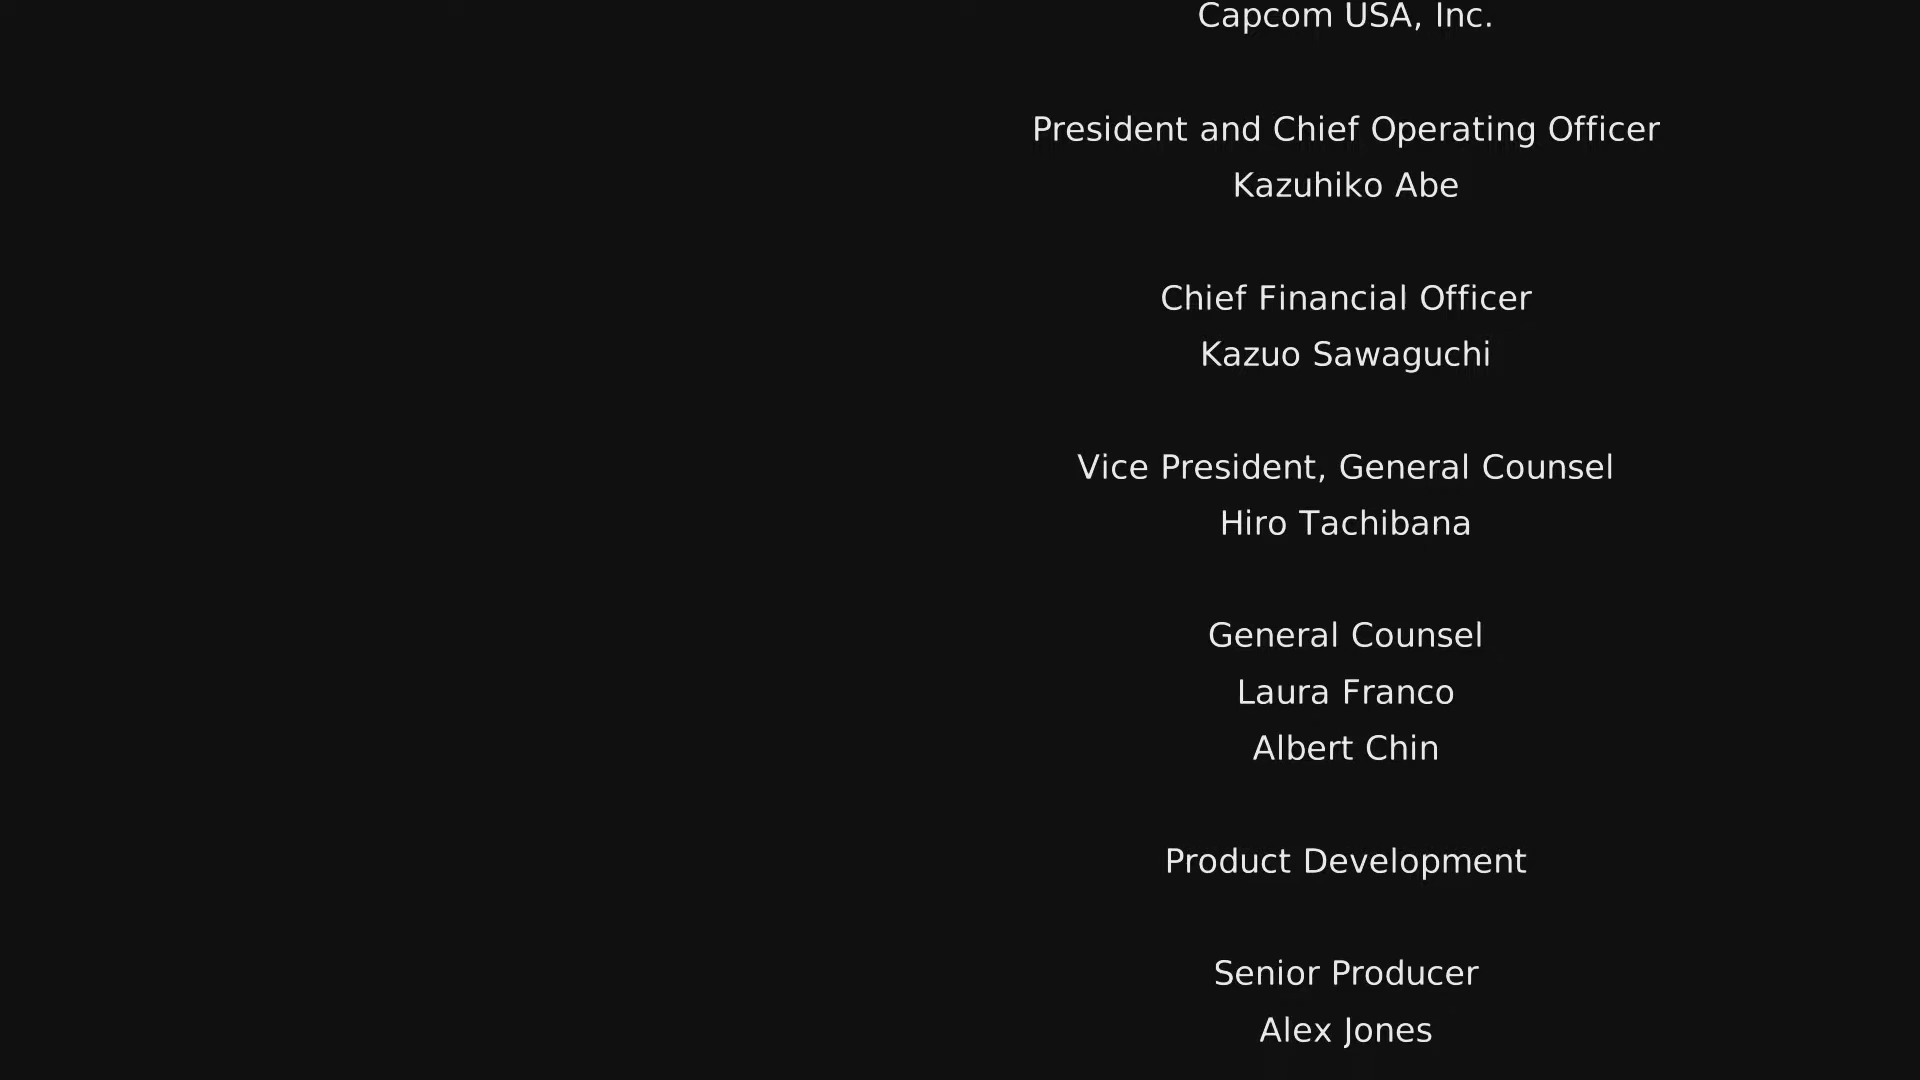 Capcom USA, Inc.
President and Chief Operating Officer
Kazuhiko Abe
Chief Financial Officer
Kazuo Sawaguchi
Vice President, General Counsel
Hiro Tachibana
General Counsel
Laura Franco
Albert Chin
Product Development
Senior Producer
Alex Jones